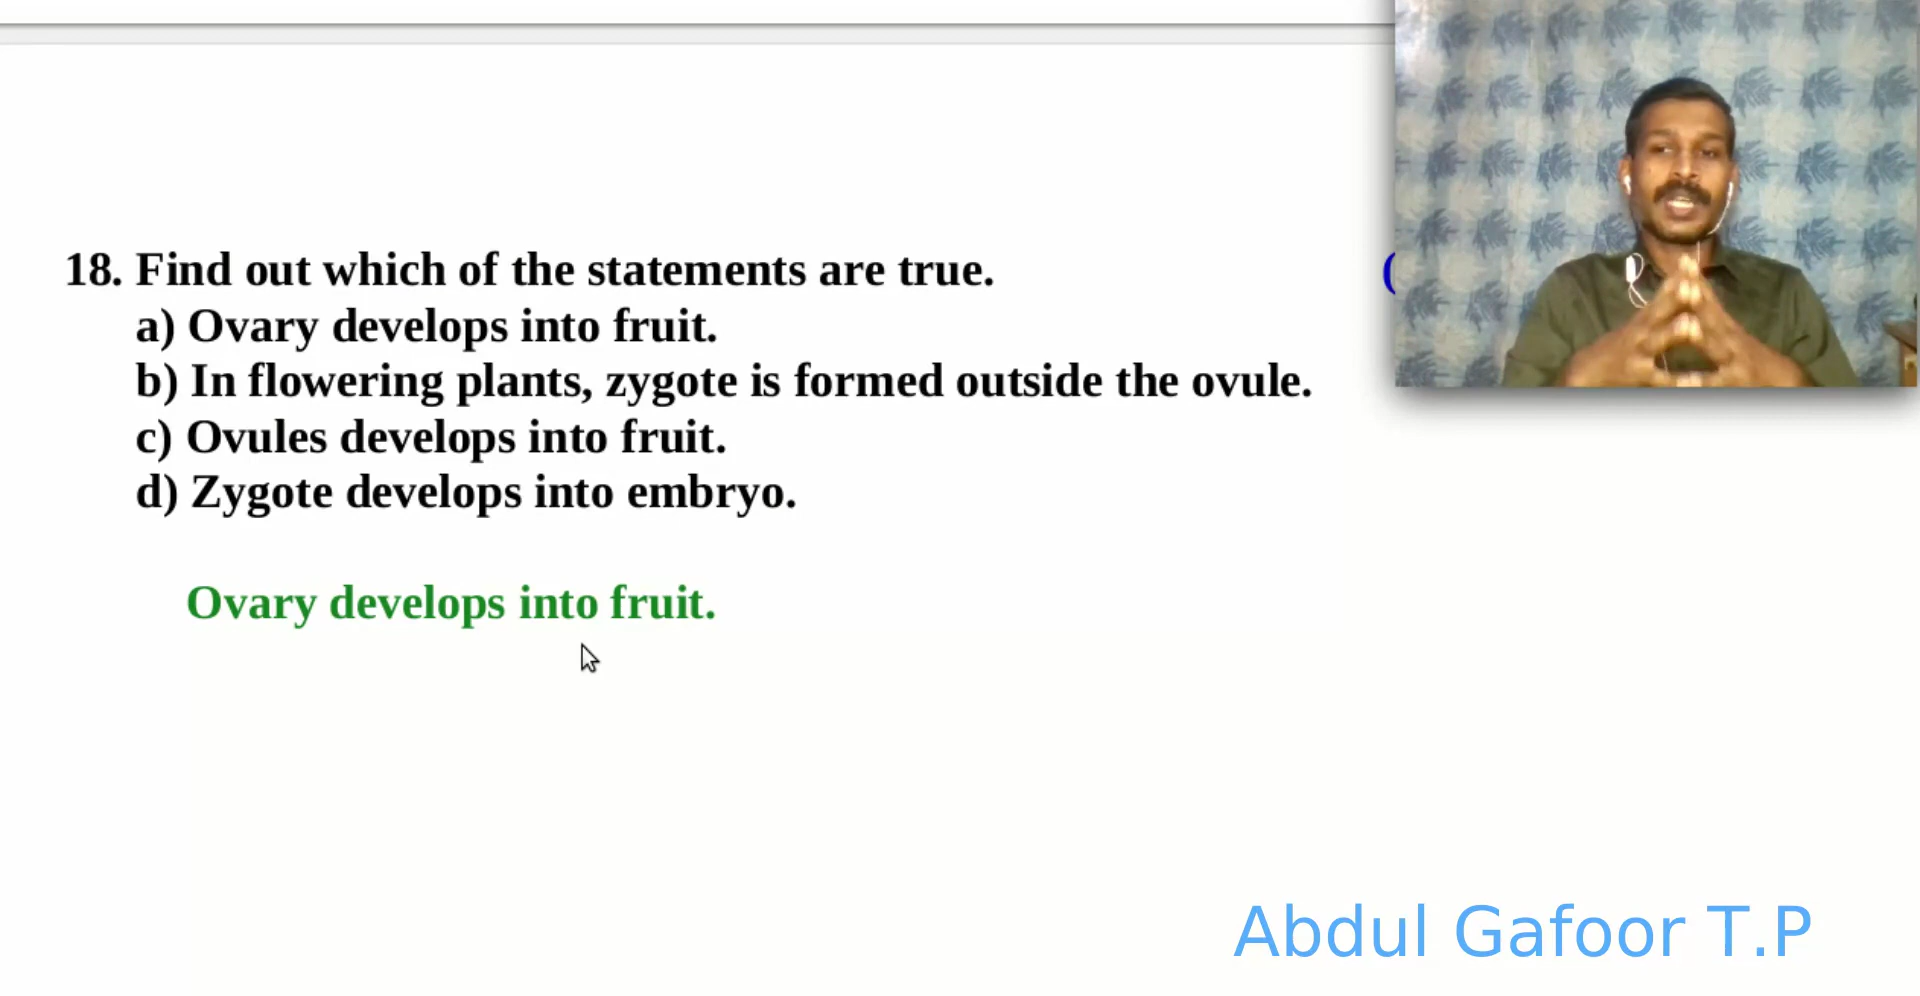 18. Find out which of the statements are true.
(
a) Ovary develops into fruit.
b) In flowering plants, zygote is formed outside the ovule.
c) Ovules develops into fruit.
d) Zygote develops into embryo.
Ovary develops into fruit.
Abdul Gafoor T.P